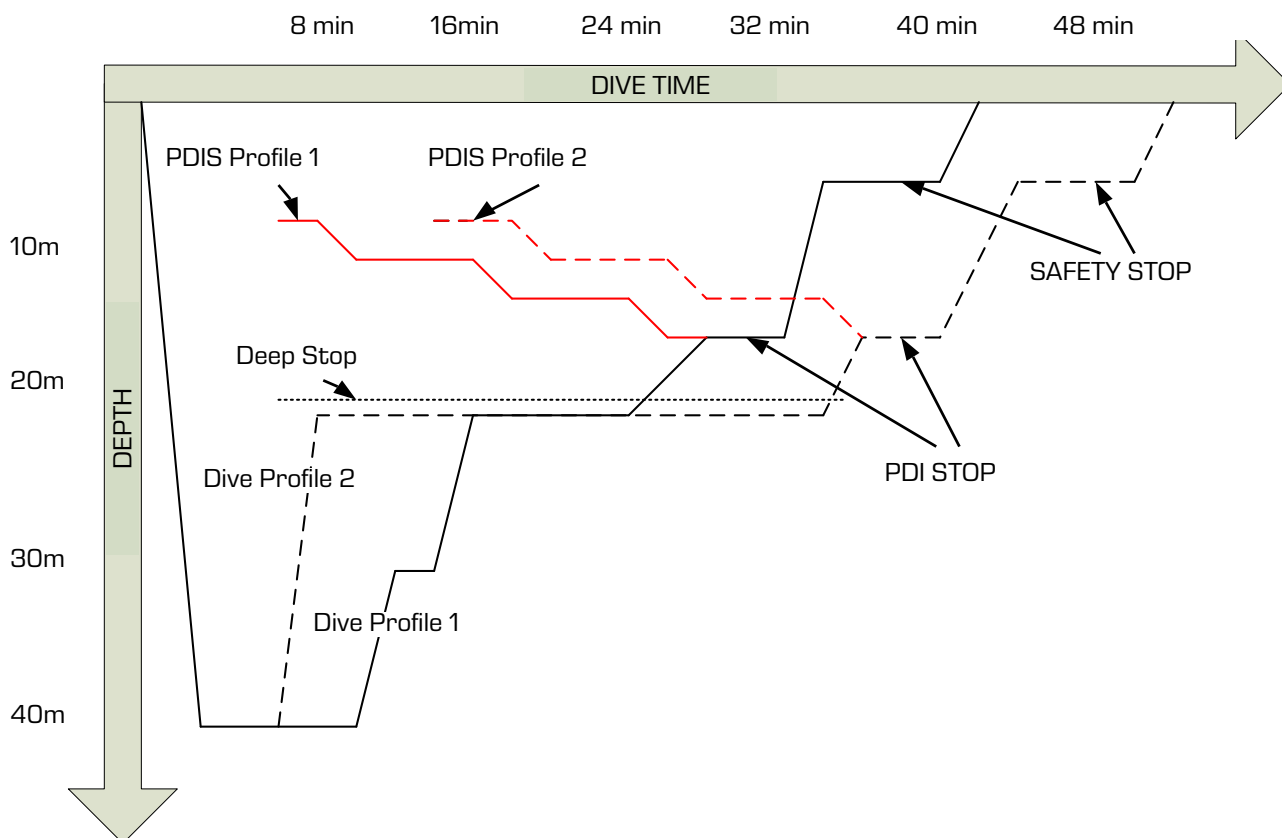 8 min 16min 24 min 32 min 40 min 48 min
DIVE TIME
PDIS Profile 1 PDIS Profile 2
10m
SAFETY STOP
Deep Stop
20m
DEPTH
PDI STOP
Dive Profile 2
30m
Dive Profile 1
40m